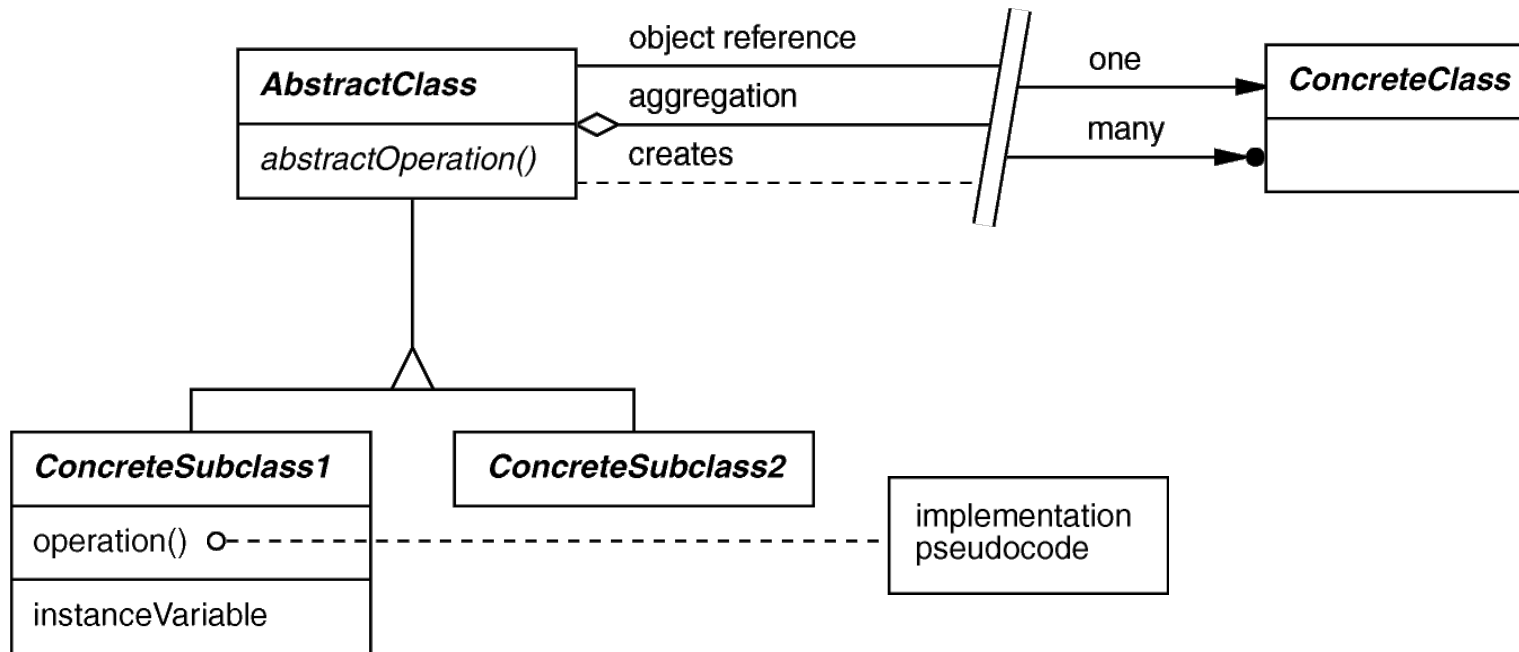 object reference
one
AbstractClass
ConcreteClass
aggregation
many
abstractOperation()
creates
ConcreteSubclass1
ConcreteSubclass2
operation()
implementation
pseudocode
instanceVariable